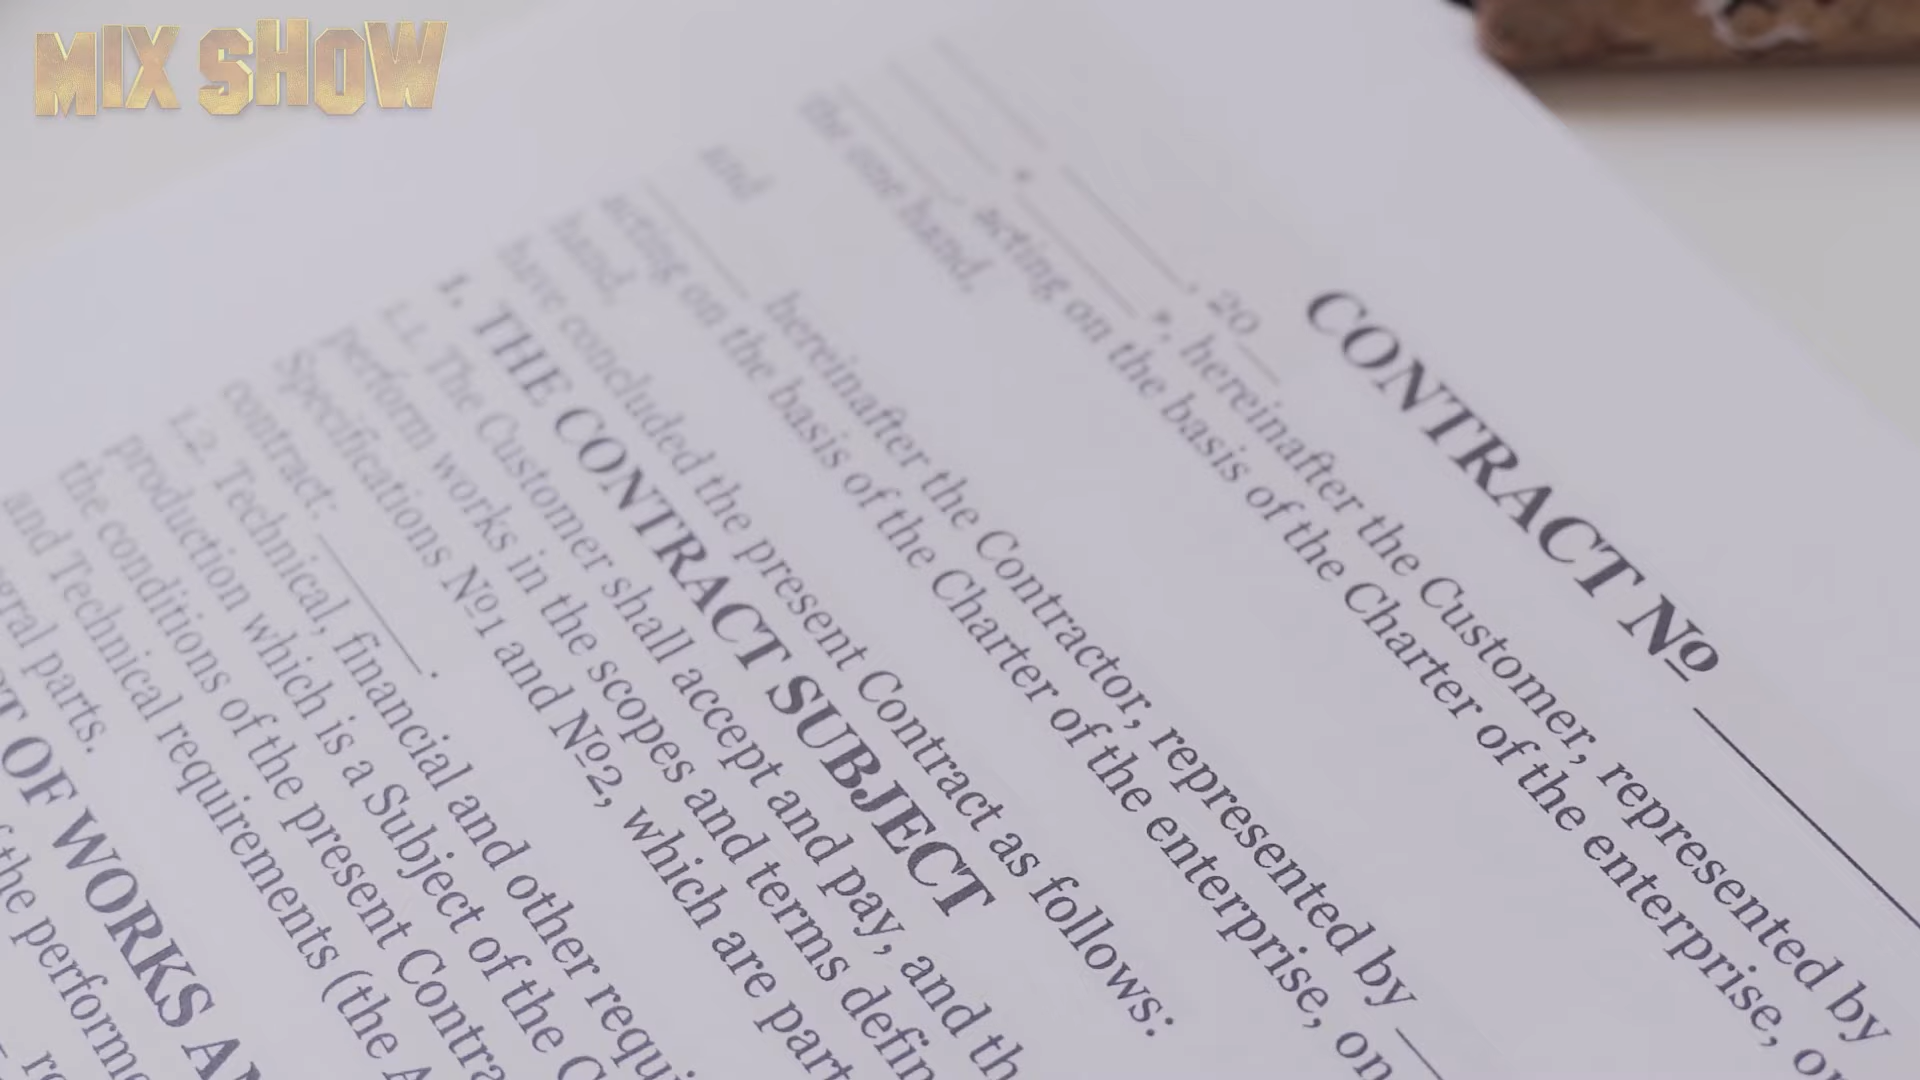 MIX SHOW
CONTRACT №
, 20
", hereinafter the Customer, represented by
, acting on the basis of the Charter of the enterprise, on
the one hand,
and
hereinafter the Contractor, represented by
acting on the basis of the Charter of the enterprise, on
hand,
have concluded the present Contract as follows:
1. THE CONTRACT SUBJECT
1.1. The Customer shall accept and pay, and th
perform works in the scopes and terms defin
Specifications №1 and №2, which are part
contract:
1.2. Technical, financial and other requi
production which is a Subject of the C
the conditions of the present Contra
and Technical requirements (the A
gral parts.
CT OF WORKS AN
f the performe